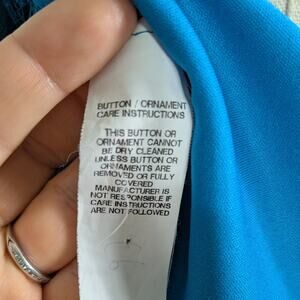 BUTTON / ORNAMENT
CARE INSTRUCTIONS
THIS BUTTON OR
ORNAMENT CANNOT
BE DRY CLEANED
UNLESS BUTTON OR
ORNAMENTS ARE
REMOVED OR FULLY
COVERED
MANUFACTURER IS
NOT RESPONSIBLE IF
CARE INSTRUCTIONS
ARE NOT FOLLOWED